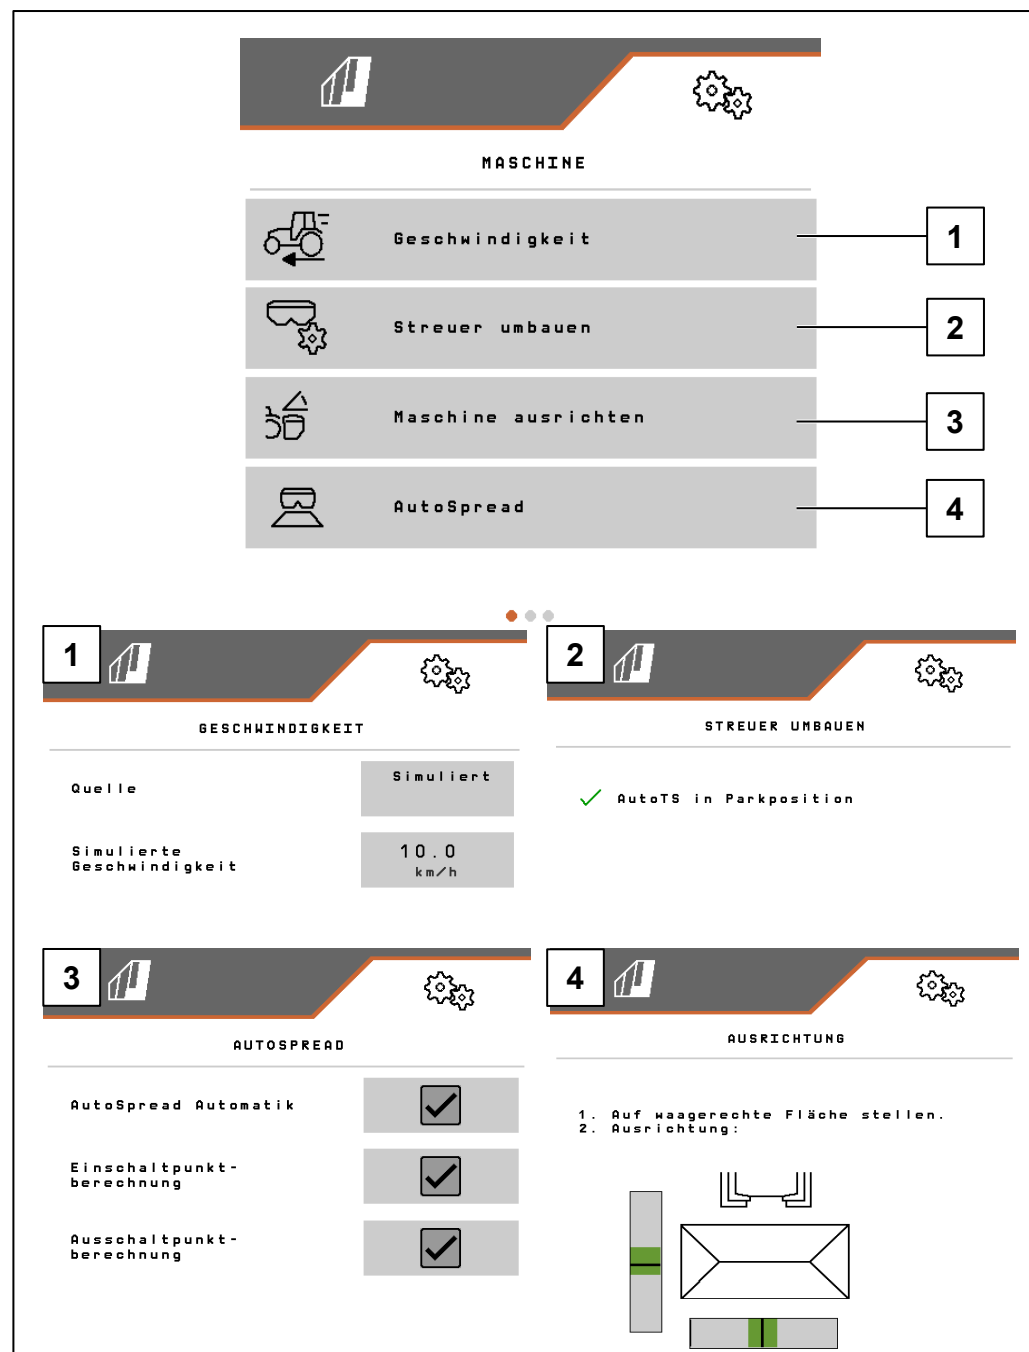 MASCHINE
Geschwindigkeit
1
Streuer umbauen
2
Maschine ausrichten
3
AutoSpread
4
1
GESCHWINDIGKEIT
Quelle
Simuliert
Simulierte
Geschwindigkeit
10.0
km/h
2
STREUER UMBAUEN
AutoTS in Parkposition
3
AUTOSPREAD
AutoSpread Automatik
Einschaltpunkt-
berechnung
Ausschaltpunkt-
berechnung
4
AUSRICHTUNG
1. Auf waagerechte Fläche stellen.
2. Ausrichtung: